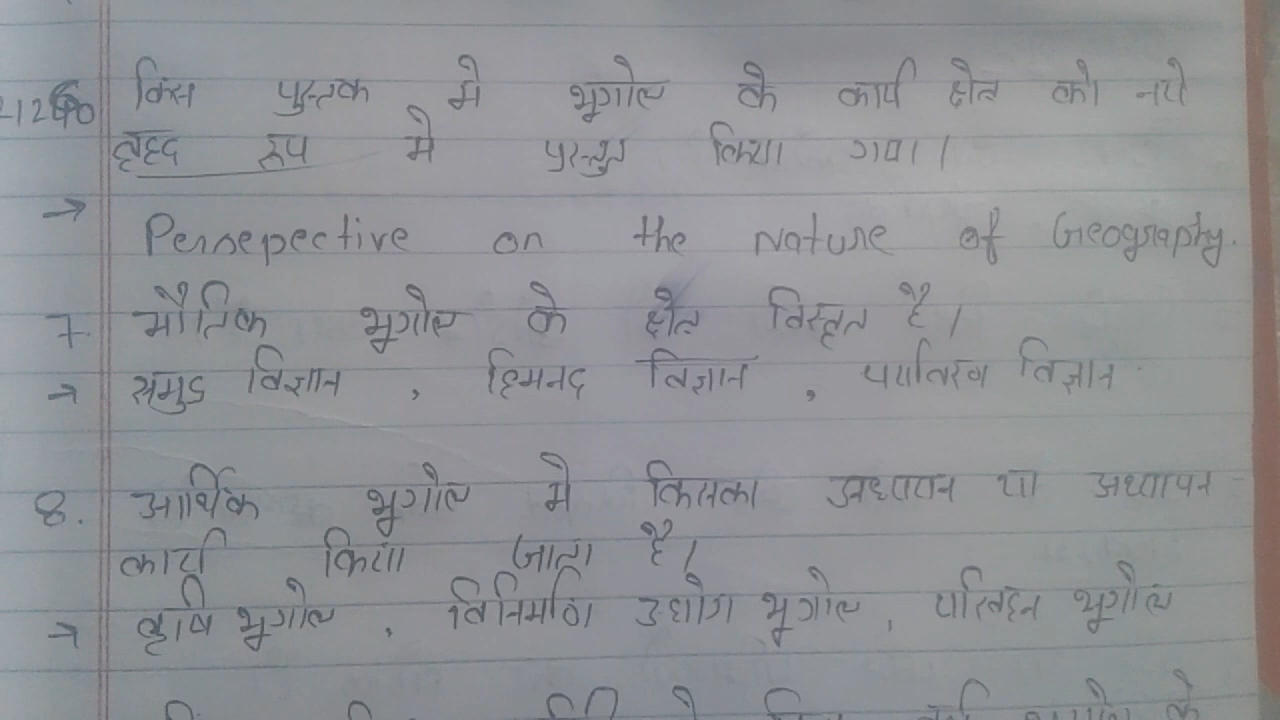 किस पुस्तक मे भूगोल के कार्य क्षेत्र को नये
वृहद रूप मे प्रस्तुत किया गया।
→ Persepective on the Nature of Geography.
7. भौतिक भूगोल के क्षेत्र विस्तृत है।
→ समुद्र विज्ञान , हिमनद विज्ञान , पर्यावरण विज्ञान
8. आर्थिक भूगोल मे किसका अध्ययन या अध्यापन
कार्य किया जाता है।
→ कृषि भूगोल , विनिर्माण उद्योग भूगोल , परिवहन भूगोल